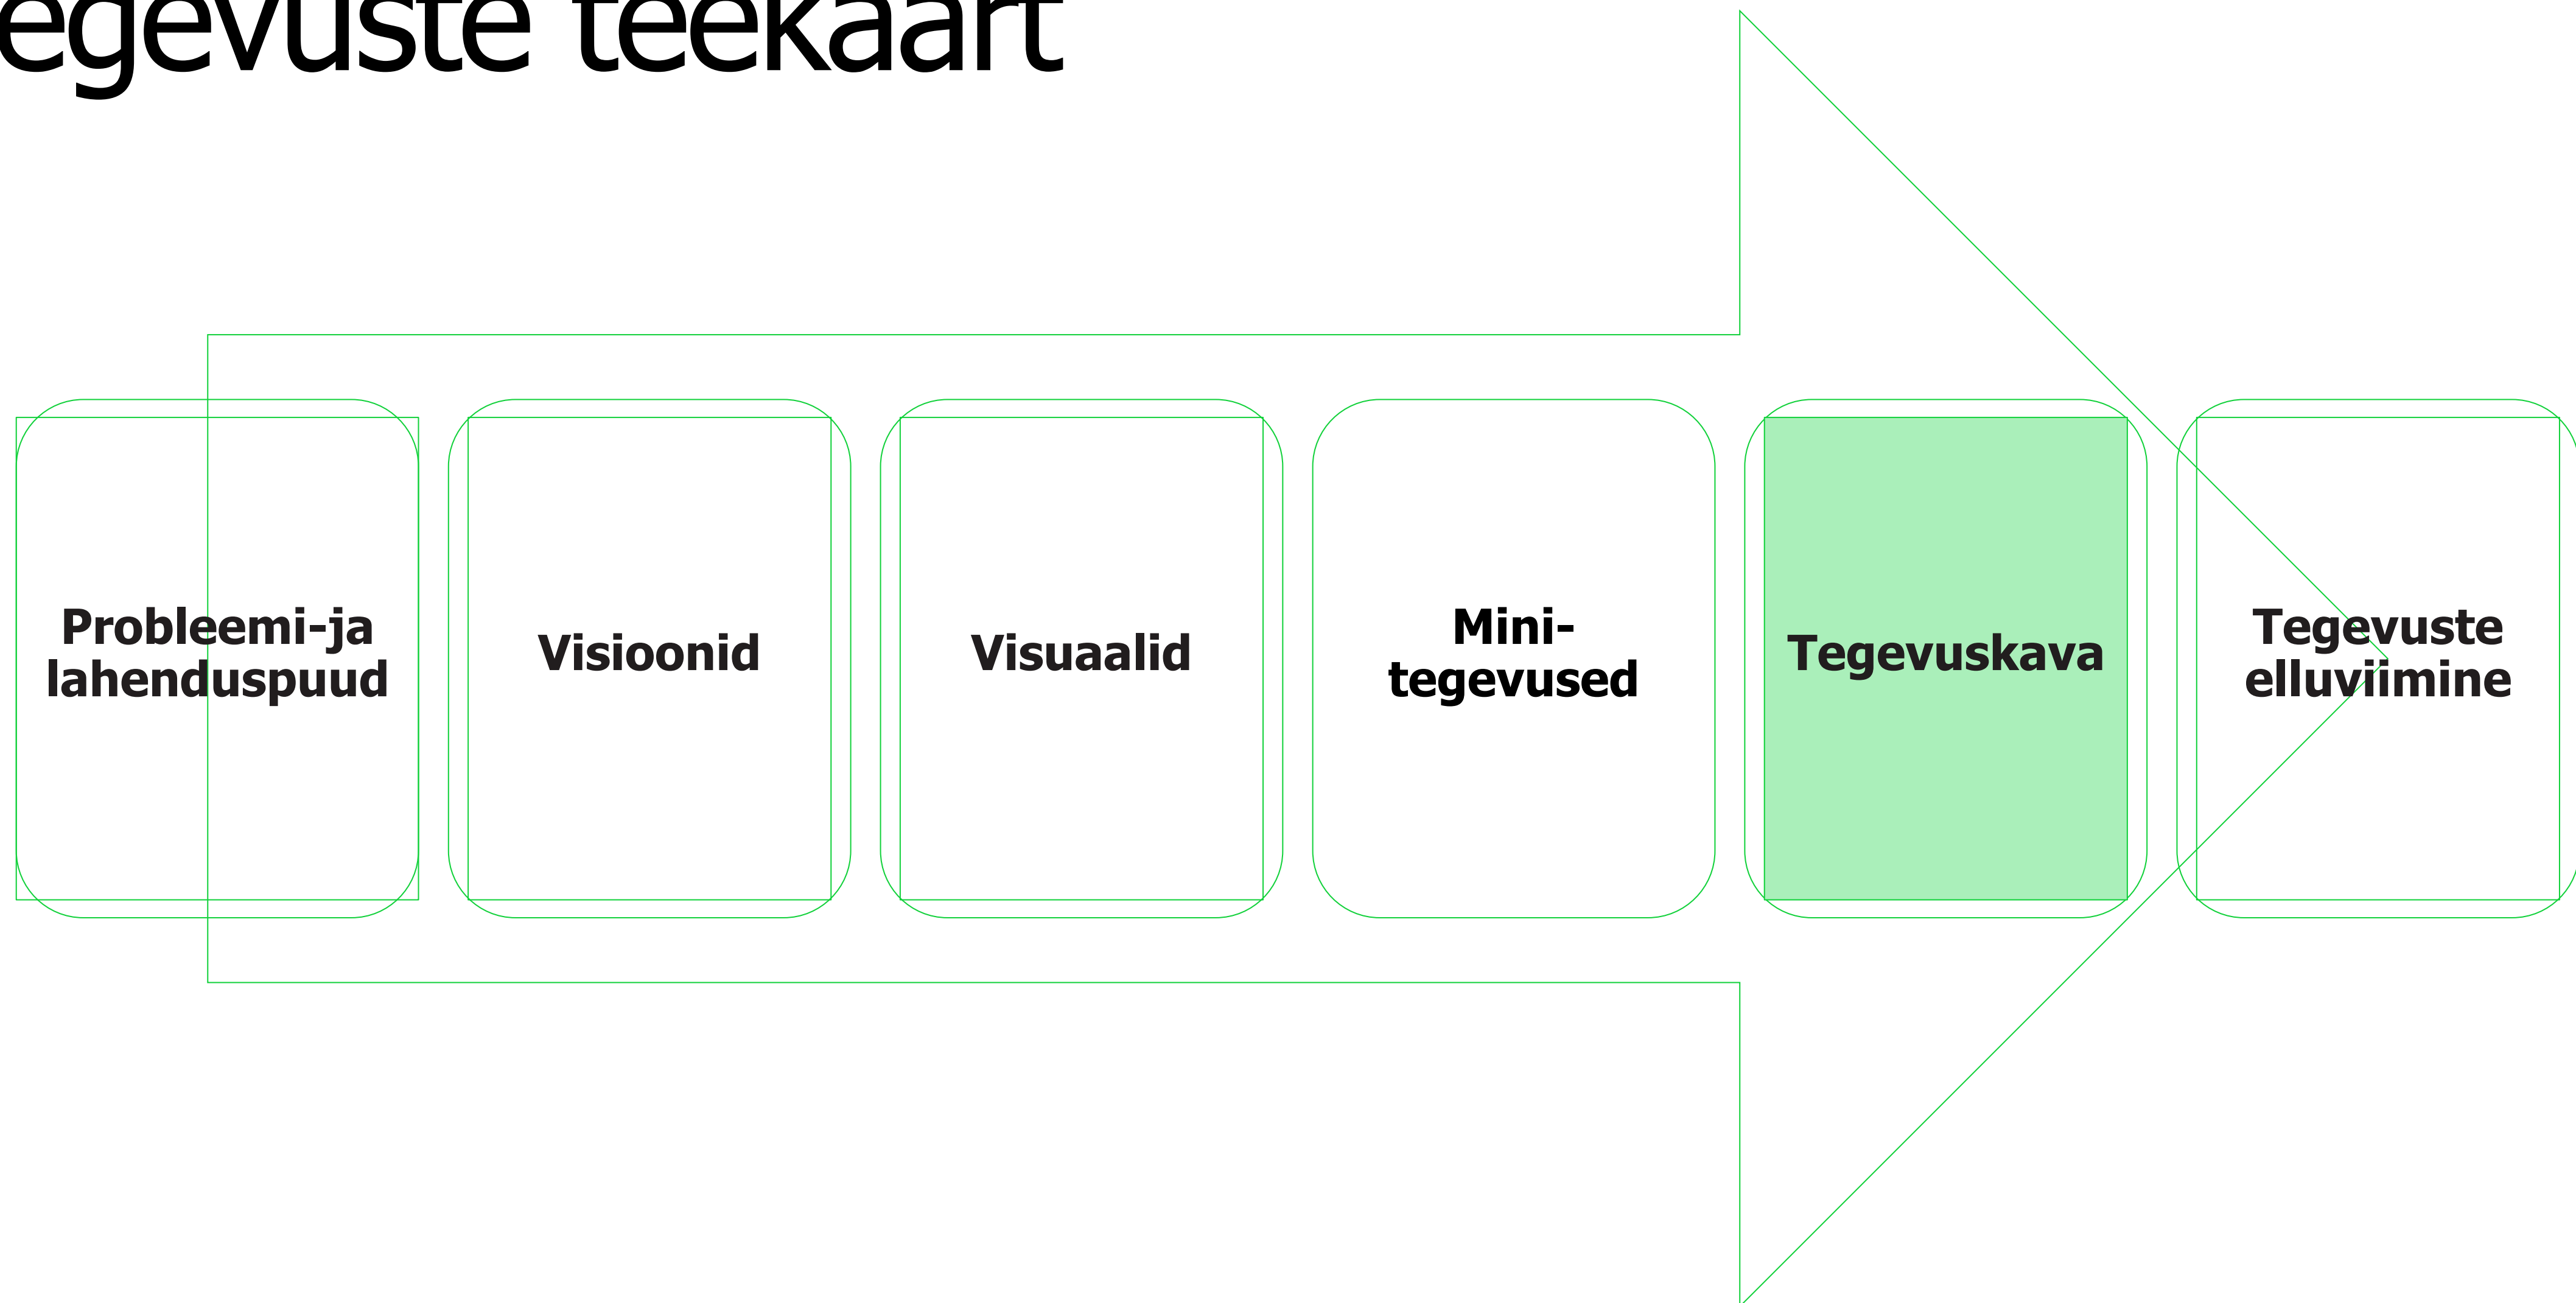 egevuste teekaart
Probleemi-ja
lahenduspuud
Visioonid
Visuaalid
Mini-
tegevused
Tegevuskava
Tegevuste
elluviimine